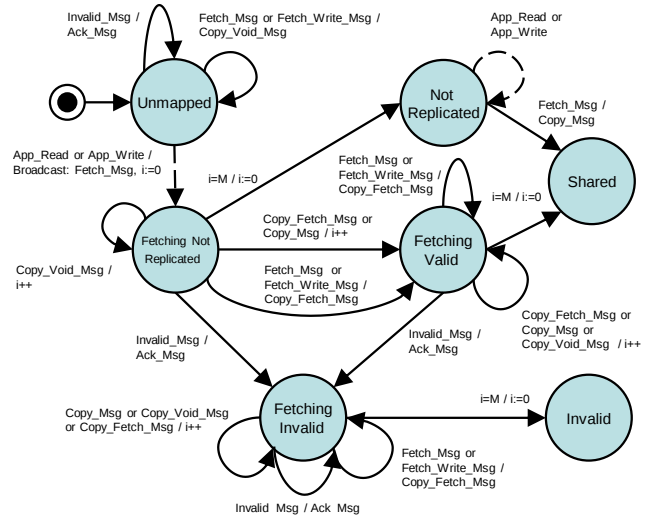 Invalid_Msg /
Ack_Msg
Fetch_Msg or Fetch_Write_Msg /
Copy_Void_Msg
App_Read or
App_Write
Unmapped
Not
Replicated
Fetch_Msg /
Copy_Msg
App_Read or App_Write /
Broadcast: Fetch_Msg, i:=0
i=M / i:=0
Fetch_Msg or
Fetch_Write_Msg /
Copy_Fetch_Msg
i=M / i:=0
Shared
Copy_Fetch_Msg or
Copy_Msg / i++
Fetching Not
Replicated
Fetching
Valid
Copy_Void_Msg /
i++
Fetch_Msg or
Fetch_Write_Msg /
Copy_Fetch_Msg
Copy_Fetch_Msg or
Copy_Msg or
Copy_Void_Msg / i++
Invalid_Msg /
Ack_Msg
Invalid_Msg /
Ack_Msg
Copy_Msg or Copy_Void_Msg
or Copy_Fetch_Msg / i++
Fetching
Invalid
i=M / i:=0
Invalid
Fetch_Msg or
Fetch_Write_Msg /
Copy_Fetch_Msg
Invalid Msg / Ack Msg